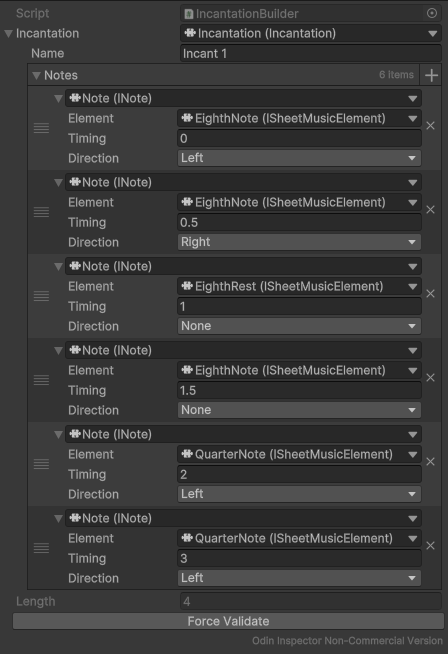 Script IncantationBuilder
Incantation Incantation (Incantation)
Name Incant 1
Notes 6 items
Note (INote)
Element EighthNote (ISheetMusicElement)
Timing 0
Direction Left
Note (INote)
Element EighthNote (ISheetMusicElement)
Timing 0.5
Direction Right
Note (INote)
Element EighthRest (ISheetMusicElement)
Timing 1
Direction None
Note (INote)
Element EighthNote (ISheetMusicElement)
Timing 1.5
Direction None
Note (INote)
Element QuarterNote (ISheetMusicElement)
Timing 2
Direction Left
Note (INote)
Element QuarterNote (ISheetMusicElement)
Timing 3
Direction Left
Length 4
Force Validate
Odin Inspector Non-Commercial Version